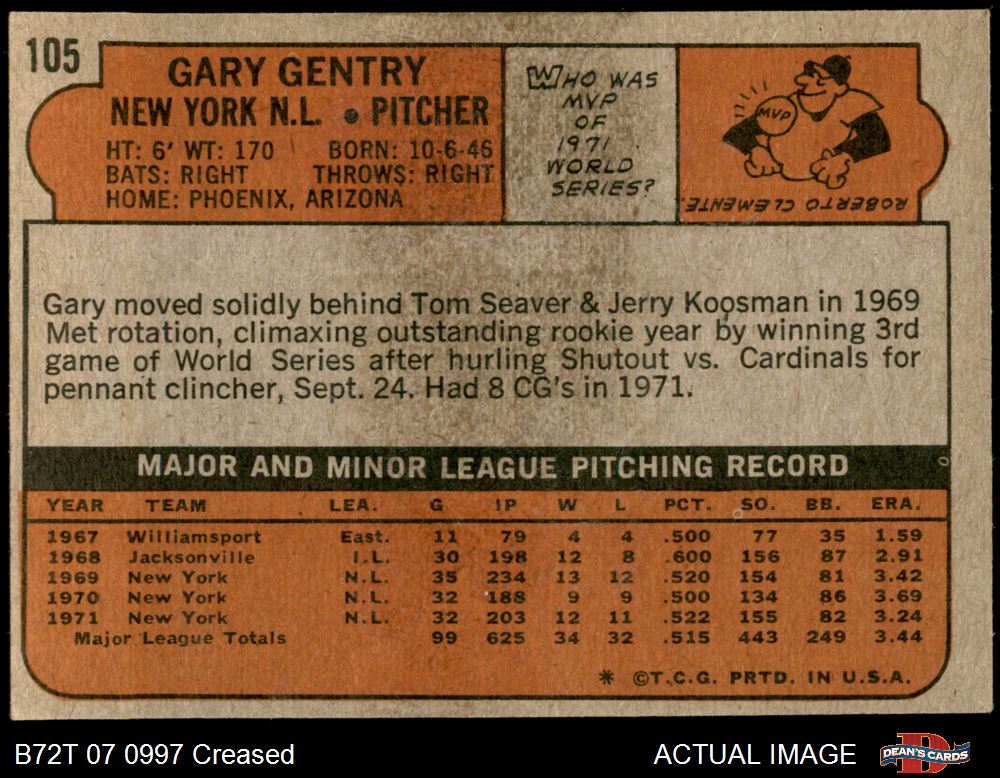 105
GARY GENTRY
NEW YORK N.L. • PITCHER
HT: 6' WT: 170 BORN: 10-6-46
BATS: RIGHT THROWS: RIGHT
HOME: PHOENIX, ARIZONA
WHO WAS
MVP
OF
1971
WORLD
SERIES?
MVP
ROBERTO CLEMENTE.
Gary moved solidly behind Tom Seaver & Jerry Koosman in 1969
Met rotation, climaxing outstanding rookie year by winning 3rd
game of World Series after hurling Shutout vs. Cardinals for
pennant clincher, Sept. 24. Had 8 CG's in 1971.
MAJOR AND MINOR LEAGUE PITCHING RECORD
YEAR TEAM LEA. G IP W L PCT. SO. BB. ERA.
1967 Williamsport East. 11 79 4 4 .500 77 35 1.59
1968 Jacksonville I.L. 30 198 12 8 .600 156 87 2.91
1969 New York N.L. 35 234 13 12 .520 154 81 3.42
1970 New York N.L. 32 188 9 9 .500 134 86 3.69
1971 New York N.L. 32 203 12 11 .522 155 82 3.24
Major League Totals 99 625 34 32 .515 443 249 3.44
* ©T.C.G. PRTD. IN U.S.A.
B72T 07 0997 Creased ACTUAL IMAGE DEAN'S CARDS